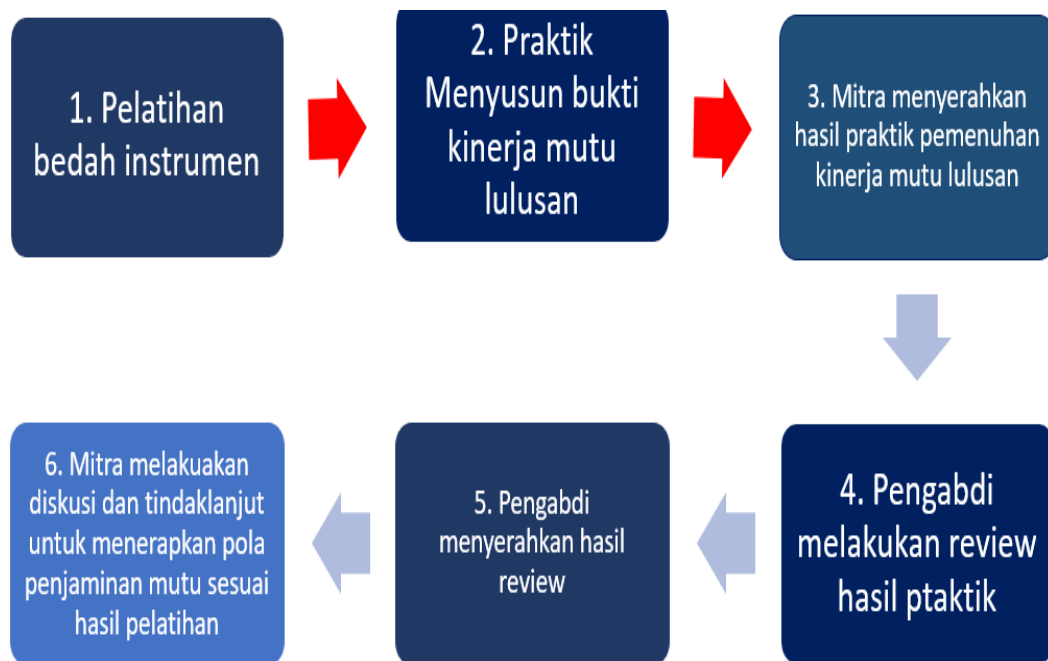 1. Pelatihan
bedah instrumen
2. Praktik
Menyusun bukti
kinerja mutu
lulusan
3. Mitra menyerahkan
hasil praktik pemenuhan
kinerja mutu lulusan
4. Pengabdi
melakukan review
hasil ptaktik
5. Pengabdi
menyerahkan hasil
review
6. Mitra melakuakan
diskusi dan tindaklanjut
untuk menerapkan pola
penjaminan mutu sesuai
hasil pelatihan